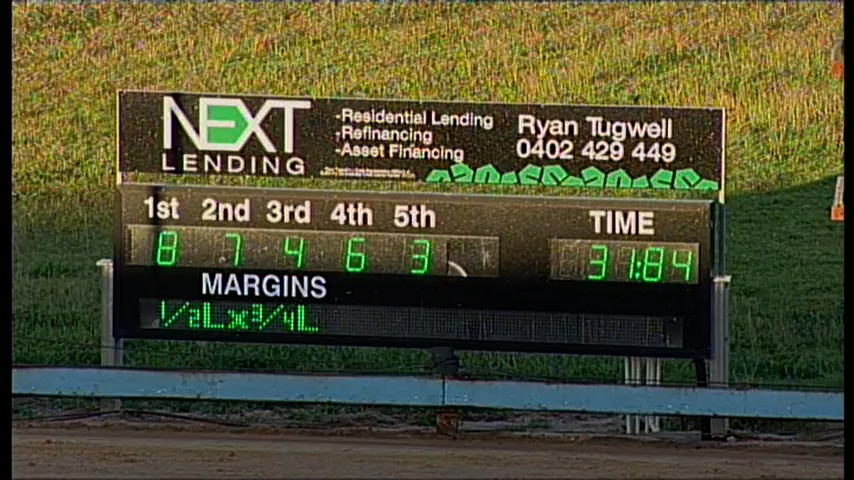 NEXT
LENDING
-Residential Lending
-Refinancing
-Asset Financing
Ryan Tugwell
0402 429 449
1st 2nd 3rd 4th 5th TIME
8 7 4 6 3 31:84
MARGINS
1/2Lx3/4L